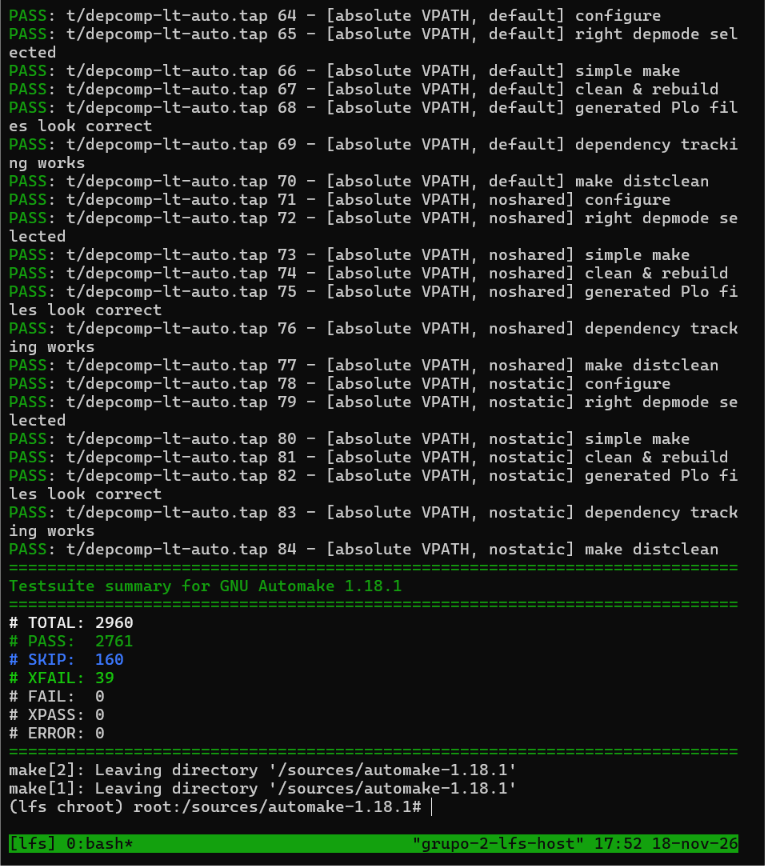 PASS: t/depcomp-lt-auto.tap 64 - [absolute VPATH, default] configure
PASS: t/depcomp-lt-auto.tap 65 - [absolute VPATH, default] right depmode sel
ected
PASS: t/depcomp-lt-auto.tap 66 - [absolute VPATH, default] simple make
PASS: t/depcomp-lt-auto.tap 67 - [absolute VPATH, default] clean & rebuild
PASS: t/depcomp-lt-auto.tap 68 - [absolute VPATH, default] generated Plo fil
es look correct
PASS: t/depcomp-lt-auto.tap 69 - [absolute VPATH, default] dependency tracki
ng works
PASS: t/depcomp-lt-auto.tap 70 - [absolute VPATH, default] make distclean
PASS: t/depcomp-lt-auto.tap 71 - [absolute VPATH, noshared] configure
PASS: t/depcomp-lt-auto.tap 72 - [absolute VPATH, noshared] right depmode se
lected
PASS: t/depcomp-lt-auto.tap 73 - [absolute VPATH, noshared] simple make
PASS: t/depcomp-lt-auto.tap 74 - [absolute VPATH, noshared] clean & rebuild
PASS: t/depcomp-lt-auto.tap 75 - [absolute VPATH, noshared] generated Plo fi
les look correct
PASS: t/depcomp-lt-auto.tap 76 - [absolute VPATH, noshared] dependency track
ing works
PASS: t/depcomp-lt-auto.tap 77 - [absolute VPATH, noshared] make distclean
PASS: t/depcomp-lt-auto.tap 78 - [absolute VPATH, nostatic] configure
PASS: t/depcomp-lt-auto.tap 79 - [absolute VPATH, nostatic] right depmode se
lected
PASS: t/depcomp-lt-auto.tap 80 - [absolute VPATH, nostatic] simple make
PASS: t/depcomp-lt-auto.tap 81 - [absolute VPATH, nostatic] clean & rebuild
PASS: t/depcomp-lt-auto.tap 82 - [absolute VPATH, nostatic] generated Plo fi
les look correct
PASS: t/depcomp-lt-auto.tap 83 - [absolute VPATH, nostatic] dependency track
ing works
PASS: t/depcomp-lt-auto.tap 84 - [absolute VPATH, nostatic] make distclean
============================================================================
Testsuite summary for GNU Automake 1.18.1
============================================================================
# TOTAL: 2960
# PASS:  2761
# SKIP:  160
# XFAIL: 39
# FAIL:  0
# XPASS: 0
# ERROR: 0
============================================================================
make[2]: Leaving directory '/sources/automake-1.18.1'
make[1]: Leaving directory '/sources/automake-1.18.1'
(lfs chroot) root:/sources/automake-1.18.1#
[lfs] 0:bash* "grupo-2-lfs-host" 17:52 18-nov-26